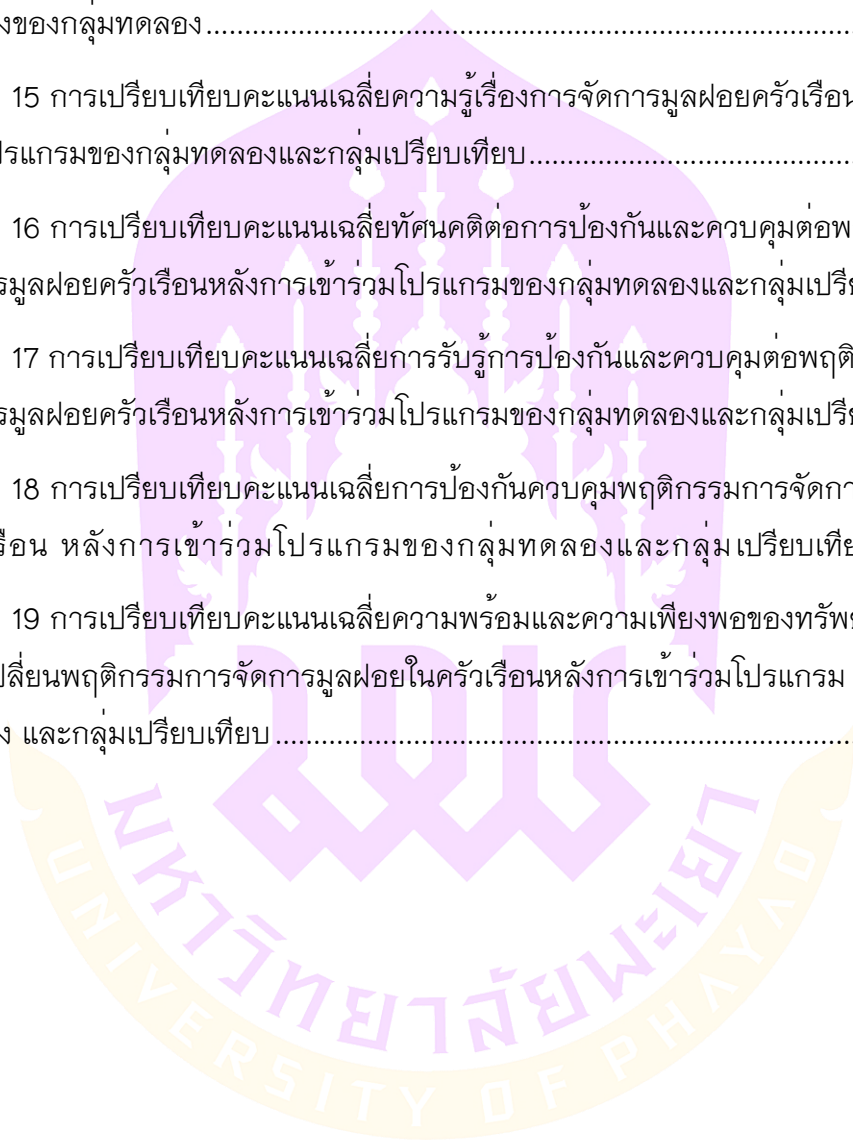 งของกลุ่มทดลอง....................................................................................
15 การเปรียบเทียบคะแนนเฉลี่ยความรู้เรื่องการจัดการมูลฝอยครัวเรือน
ปรแกรมของกลุ่มทดลองและกลุ่มเปรียบเทียบ...........................................
16 การเปรียบเทียบคะแนนเฉลี่ยทัศนคติต่อการป้องกันและควบคุมต่อพ
รมูลฝอยครัวเรือนหลังการเข้าร่วมโปรแกรมของกลุ่มทดลองและกลุ่มเปรีย
17 การเปรียบเทียบคะแนนเฉลี่ยการรับรู้การป้องกันและควบคุมต่อพฤติ
รมูลฝอยครัวเรือนหลังการเข้าร่วมโปรแกรมของกลุ่มทดลองและกลุ่มเปรีย
18 การเปรียบเทียบคะแนนเฉลี่ยการป้องกันควบคุมพฤติกรรมการจัดกา
รือน หลังการเข้าร่วมโปรแกรมของกลุ่มทดลองและกลุ่มเปรียบเทีย
19 การเปรียบเทียบคะแนนเฉลี่ยความพร้อมและความเพียงพอของทรัพย
ปลี่ยนพฤติกรรมการจัดการมูลฝอยในครัวเรือนหลังการเข้าร่วมโปรแกรม
ง และกลุ่มเปรียบเทียบ...........................................................................
มหาวิทยาลัยพะเยา
UNIVERSITY OF PHAYAO